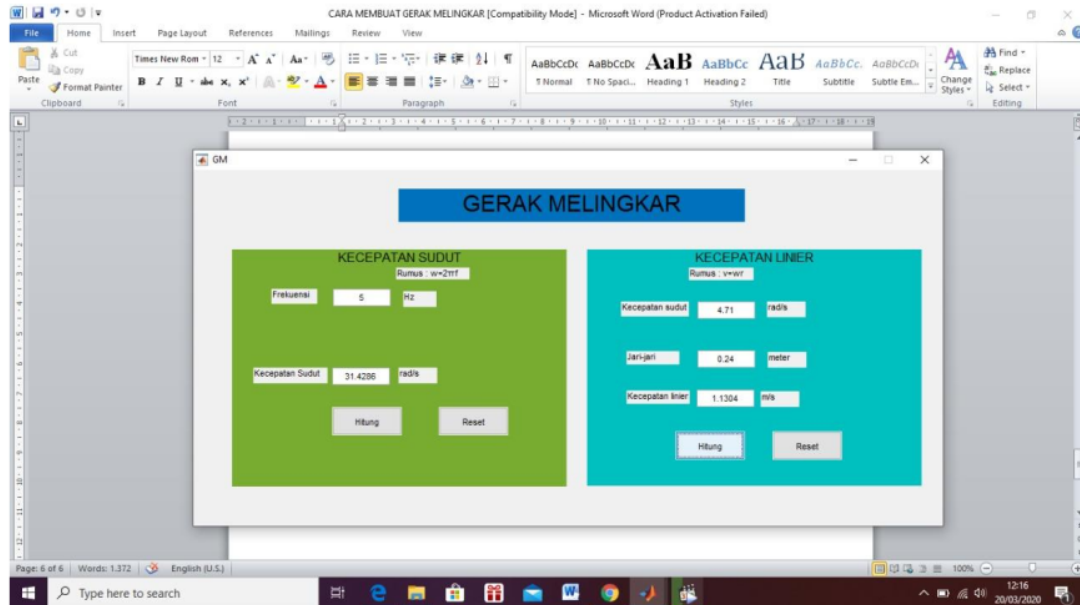 CARA MEMBUAT GERAK MELINGKAR [Compatibility Mode] - Microsoft Word (Product Activation Failed)
File Home Insert Page Layout References Mailings Review View
Paste
Cut
Copy
Format Painter
Clipboard
Times New Rom 12
Font
Paragraph
AaBbCcDc AaBbCcDc AaB AaBbCc AaB AaBbCc. AaBbCcDc
¶ Normal ¶ No Spaci... Heading 1 Heading 2 Title Subtitle Subtle Em...
Change Styles
Styles
Find
Replace
Select
Editing
GM
GERAK MELINGKAR
KECEPATAN SUDUT
Rumus : w=2πf
Frekuensi 5 Hz
Kecepatan Sudut 31.4286 rad/s
Hitung Reset
KECEPATAN LINIER
Rumus : v=wr
Kecepatan sudut 4.71 rad/s
Jari-jari 0.24 meter
Kecepatan linier 1.1304 m/s
Hitung Reset
Page: 6 of 6 Words: 1.372 English (U.S.) 100%
Type here to search
12:16
20/03/2020